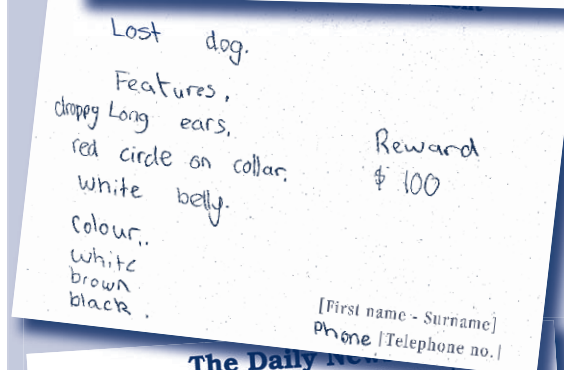 Lost dog.
Features,
droppy Long ears,
red circle on collar.
white belly.
Reward
$ 100
colour..
white
brown
black.
[First name - Surname]
Phone |Telephone no.|
The Daily